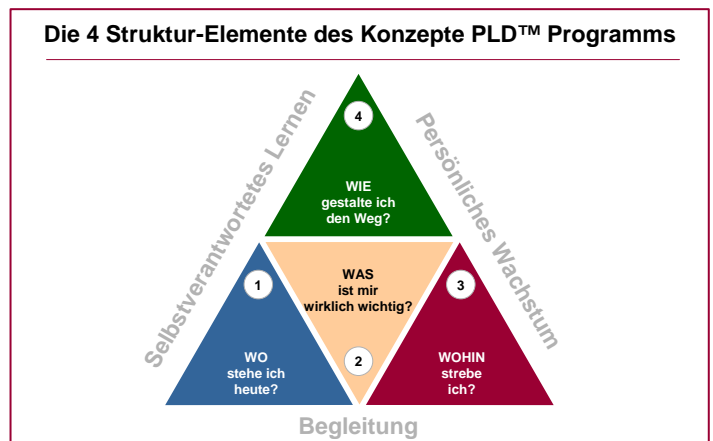 Die 4 Struktur-Elemente des Konzepte PLD™ Programms
Selbstverantwortetes Lernen
Persönliches Wachstum
4
WIE
gestalte ich
den Weg?
1
WO
stehe ich
heute?
WAS
ist mir
wirklich wichtig?
2
3
WOHIN
strebe
ich?
Begleitung